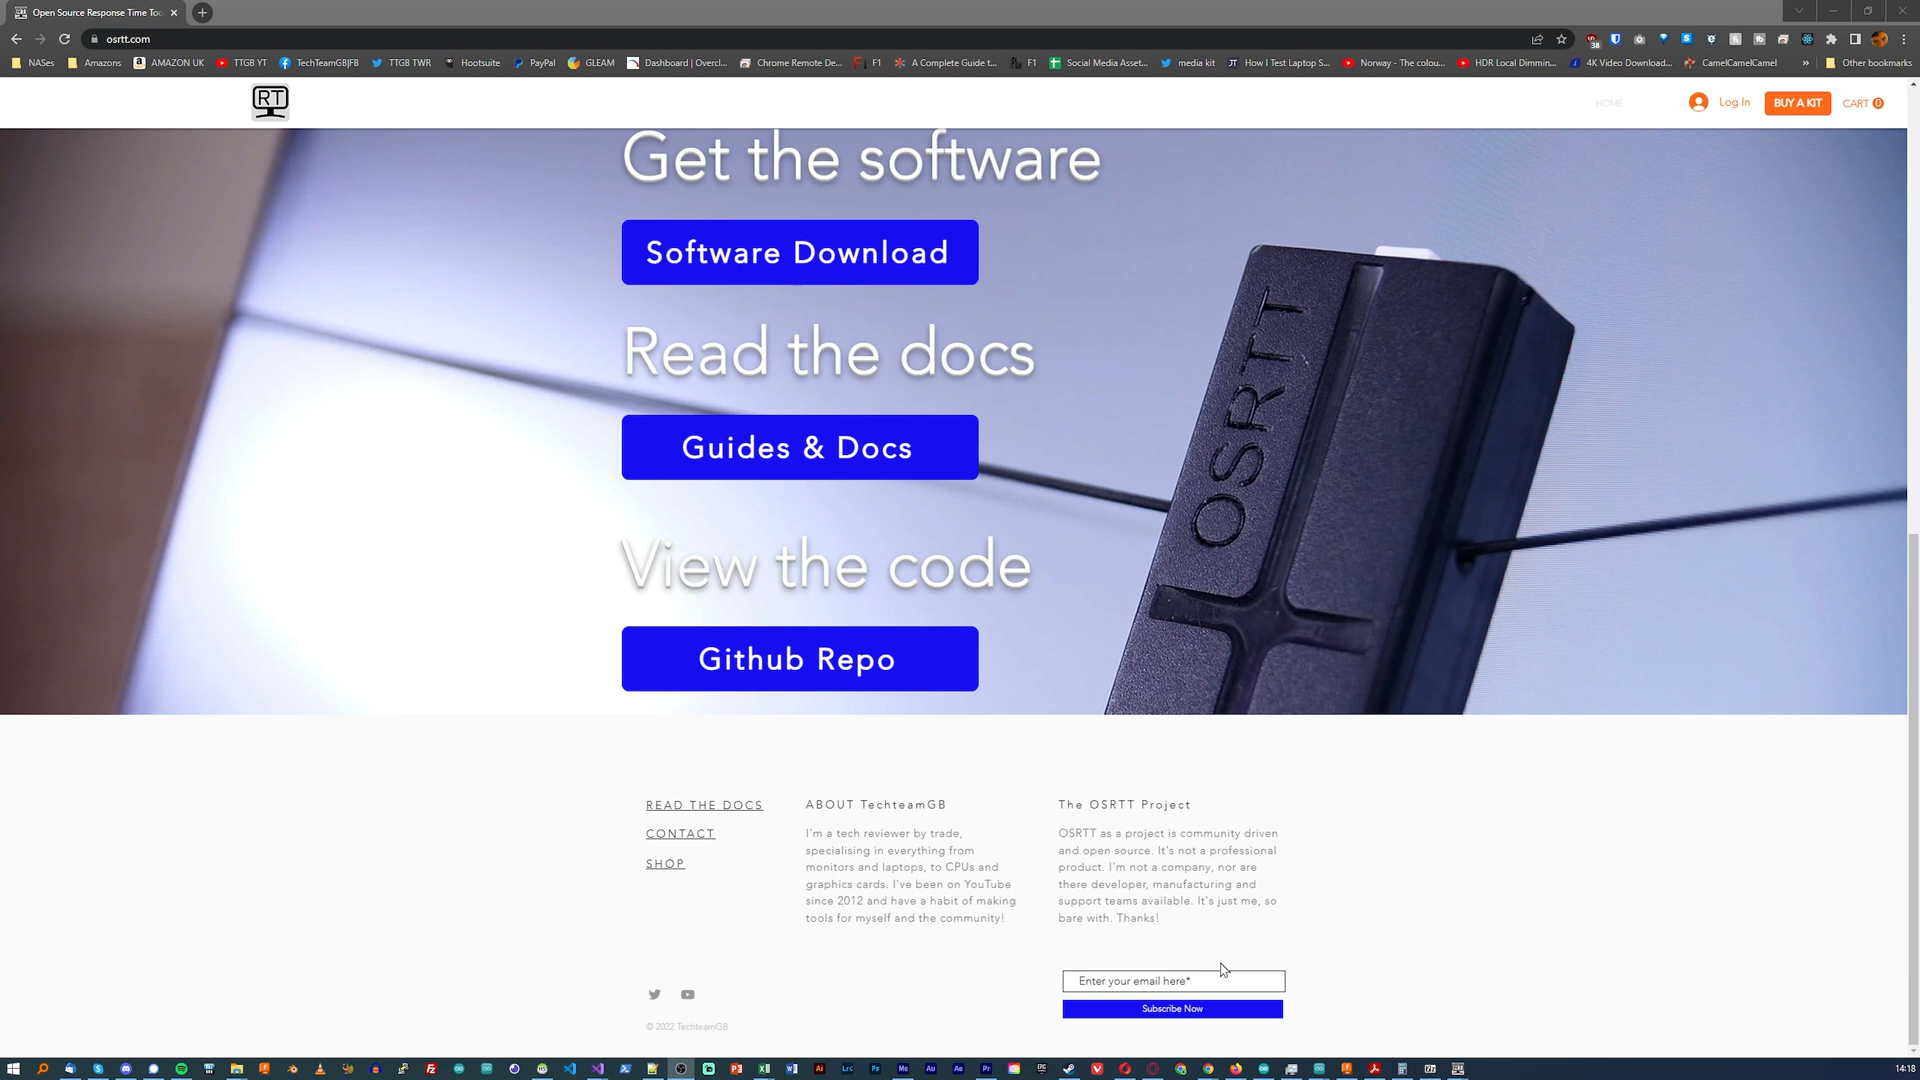 Open Source Response Time Too
osrtt.com
38
NASes
Amazons
AMAZON UK
TTGB YT
TechTeamGB|FB
TTGB TWR
Hootsuite
PayPal
GLEAM
Dashboard | Overcl...
Chrome Remote De...
F1
A Complete Guide t...
F1
Social Media Asset...
media kit
How I Test Laptop S...
Norway - The colou...
HDR Local Dimmin...
4K Video Download...
CamelCamelCamel
»
Other bookmarks
RT
HOME
Log In
BUY A KIT
CART 0
Get the software
Software Download
Read the docs
Guides & Docs
View the code
Github Repo
OSRTT
READ THE DOCS
CONTACT
SHOP
ABOUT TechteamGB
I'm a tech reviewer by trade,
specialising in everything from
monitors and laptops, to CPUs and
graphics cards. I've been on YouTube
since 2012 and have a habit of making
tools for myself and the community!
The OSRTT Project
OSRTT as a project is community driven
and open source. It's not a professional
product. I'm not a company, nor are
there developer, manufacturing and
support teams available. It's just me, so
bare with. Thanks!
Enter your email here*
Subscribe Now
© 2022 TechteamGB
14:18